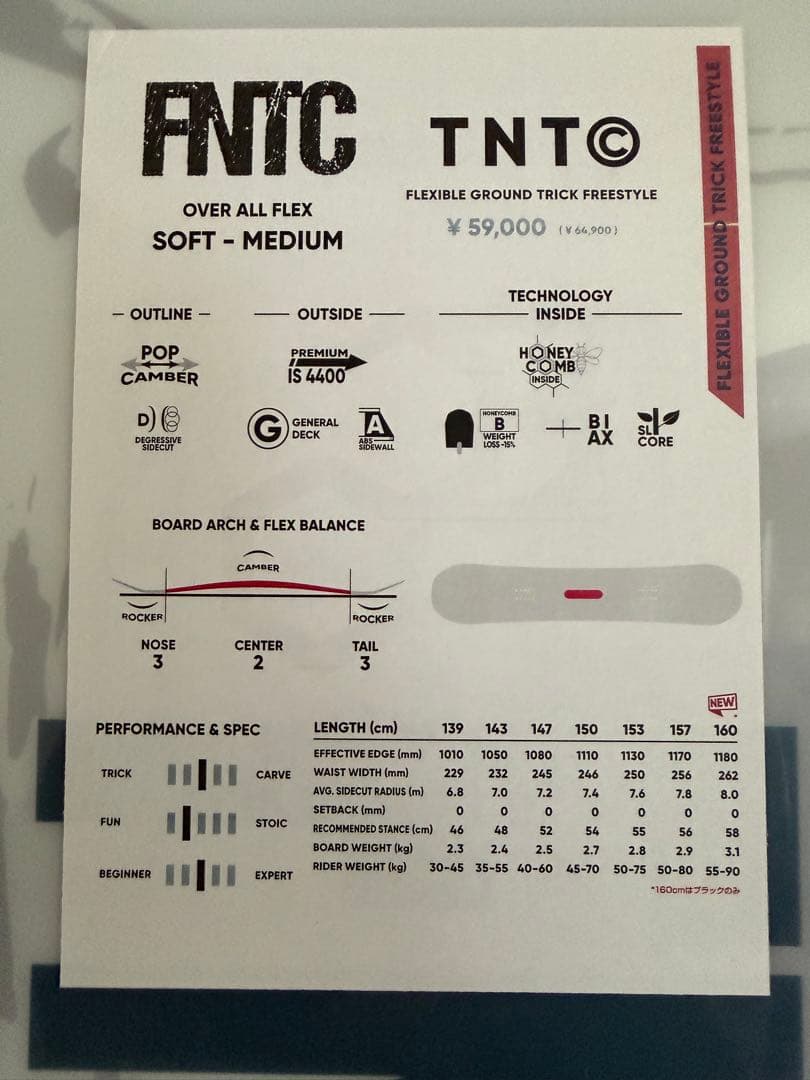 FNTC
OVER ALL FLEX
SOFT - MEDIUM
TNT©
FLEXIBLE GROUND TRICK FREESTYLE
¥ 59,000 (¥ 64,900)
FLEXIBLE GROUND TRICK FREESTYLE
OUTLINE
POP
CAMBER
D)
DEGRESSIVE
SIDECUT
OUTSIDE
PREMIUM
IS 4400
G GENERAL
DECK
A
ABS
SIDEWALL
TECHNOLOGY
INSIDE
HONEY
COMB
INSIDE
HONEYCOMB
B
WEIGHT
LOSS -15%
BI
AX
SL
CORE
BOARD ARCH & FLEX BALANCE
CAMBER
ROCKER ROCKER
NOSE CENTER TAIL
3 2 3
PERFORMANCE & SPEC
TRICK CARVE
FUN STOIC
BEGINNER EXPERT
NEW
LENGTH (cm) 139 143 147 150 153 157 160
EFFECTIVE EDGE (mm) 1010 1050 1080 1110 1130 1170 1180
WAIST WIDTH (mm) 229 232 245 246 250 256 262
AVG. SIDECUT RADIUS (m) 6.8 7.0 7.2 7.4 7.6 7.8 8.0
SETBACK (mm) 0 0 0 0 0 0 0
RECOMMENDED STANCE (cm) 46 48 52 54 55 56 58
BOARD WEIGHT (kg) 2.3 2.4 2.5 2.7 2.8 2.9 3.1
RIDER WEIGHT (kg) 30-45 35-55 40-60 45-70 50-75 50-80 55-90
*160cmはブラックのみ